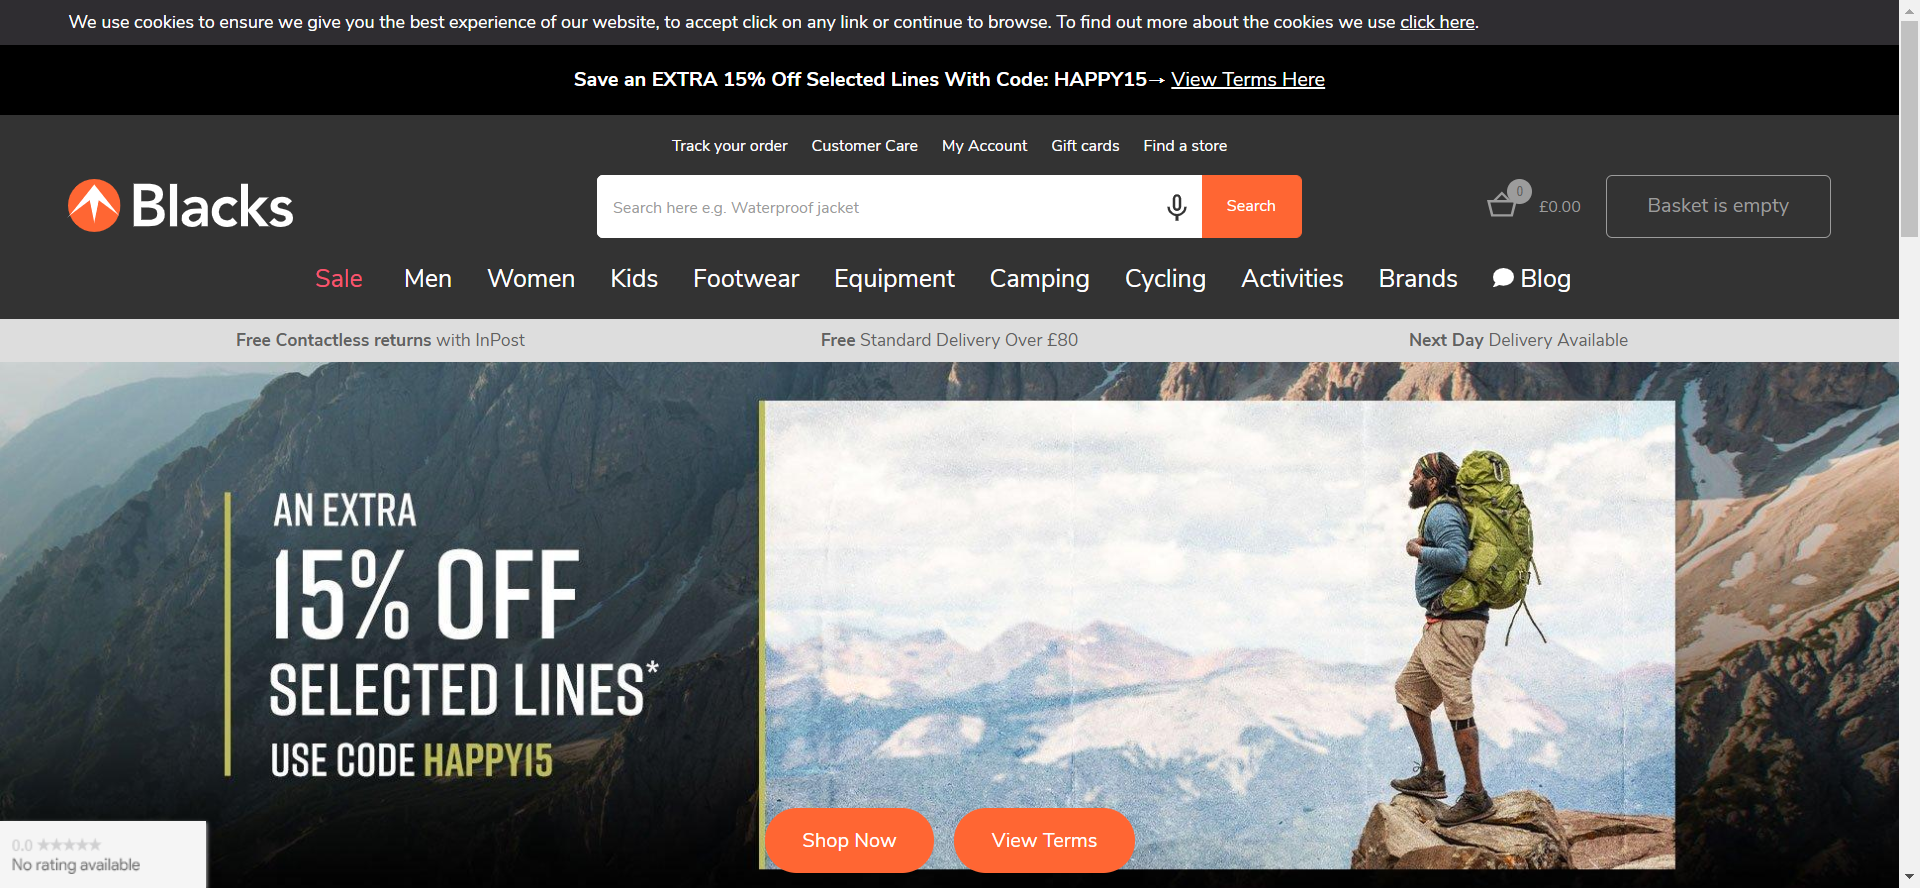 We use cookies to ensure we give you the best experience of our website, to accept click on any link or continue to browse. To find out more about the cookies we use click here.
Save an EXTRA 15% Off Selected Lines With Code: HAPPY15→ View Terms Here
Track your order Customer Care My Account Gift cards Find a store
Blacks
Search here e.g. Waterproof jacket
Search
0
£0.00
Basket is empty
Sale Men Women Kids Footwear Equipment Camping Cycling Activities Brands Blog
Free Contactless returns with InPost
Free Standard Delivery Over £80
Next Day Delivery Available
AN EXTRA
15% OFF
SELECTED LINES*
USE CODE HAPPY15
Shop Now
View Terms
0.0 ★★★★★
No rating available